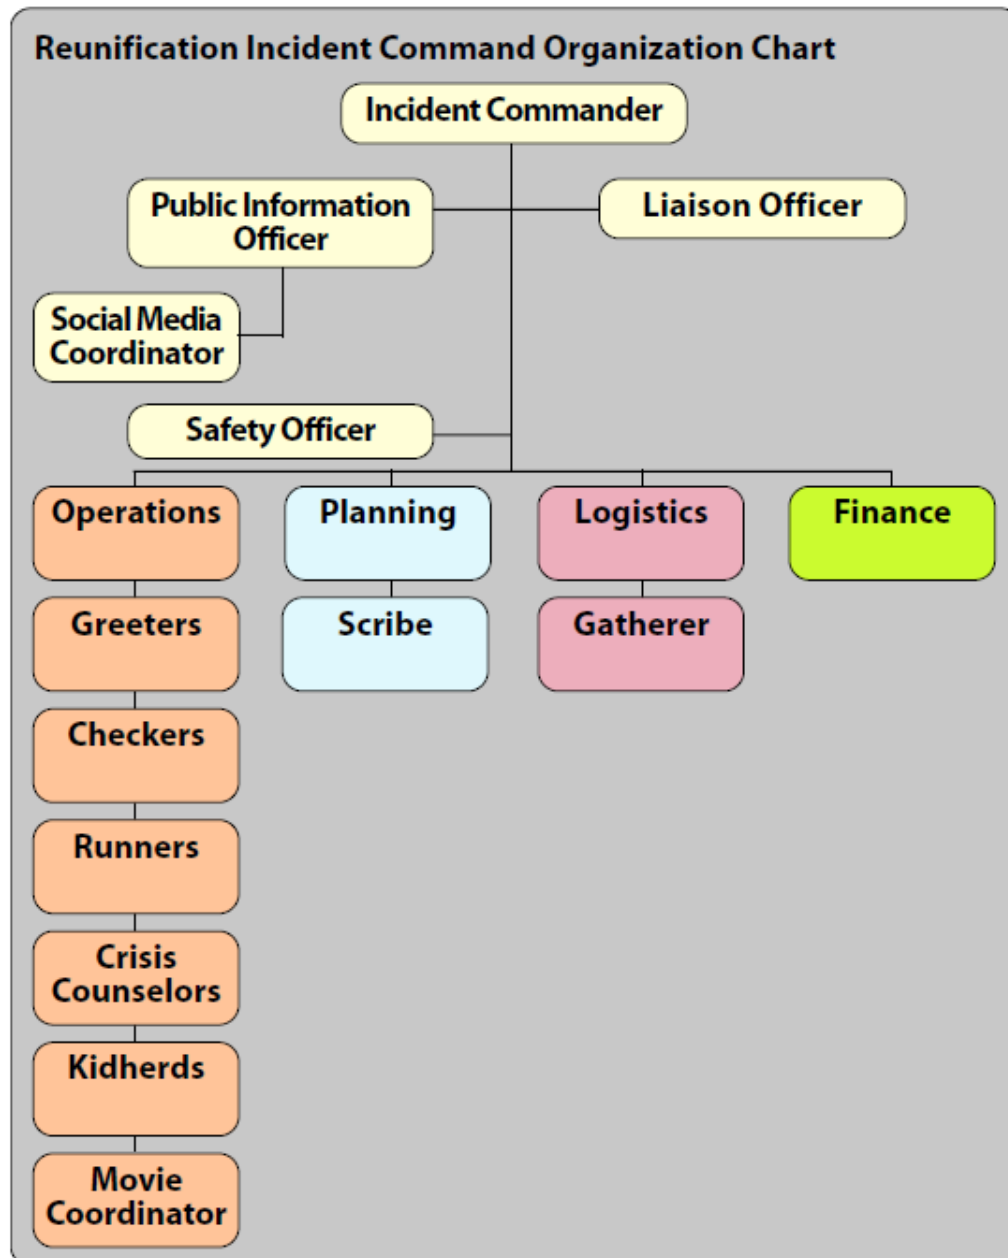 Reunification Incident Command Organization Chart
Incident Commander
Public Information
Officer
Liaison Officer
Social Media
Coordinator
Safety Officer
Operations
Planning
Logistics
Finance
Greeters
Scribe
Gatherer
Checkers
Runners
Crisis
Counselors
Kidherds
Movie
Coordinator